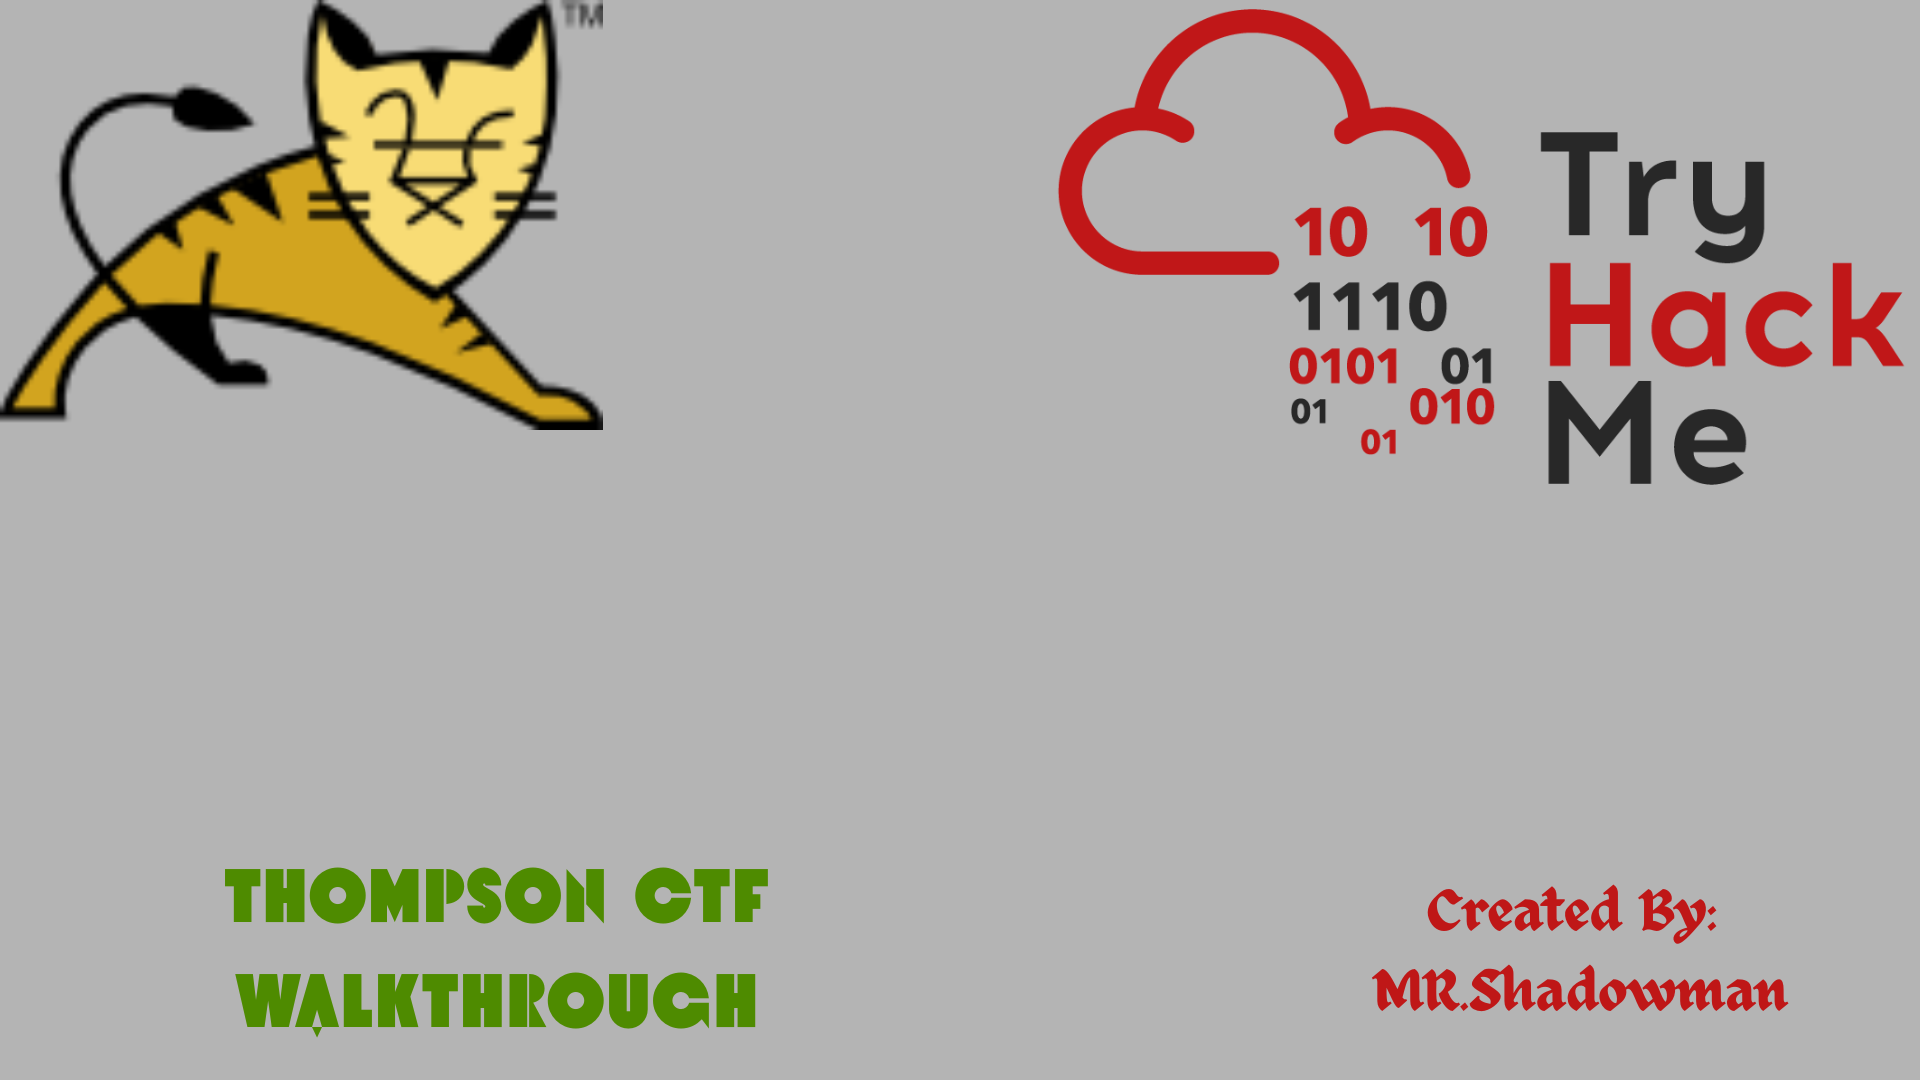 TM
Try
Hack
Me
10 10
1110
0101 01
01 010
01
THOMPSON CTF
WALKTHROUGH
Created By:
MR.Shadowman